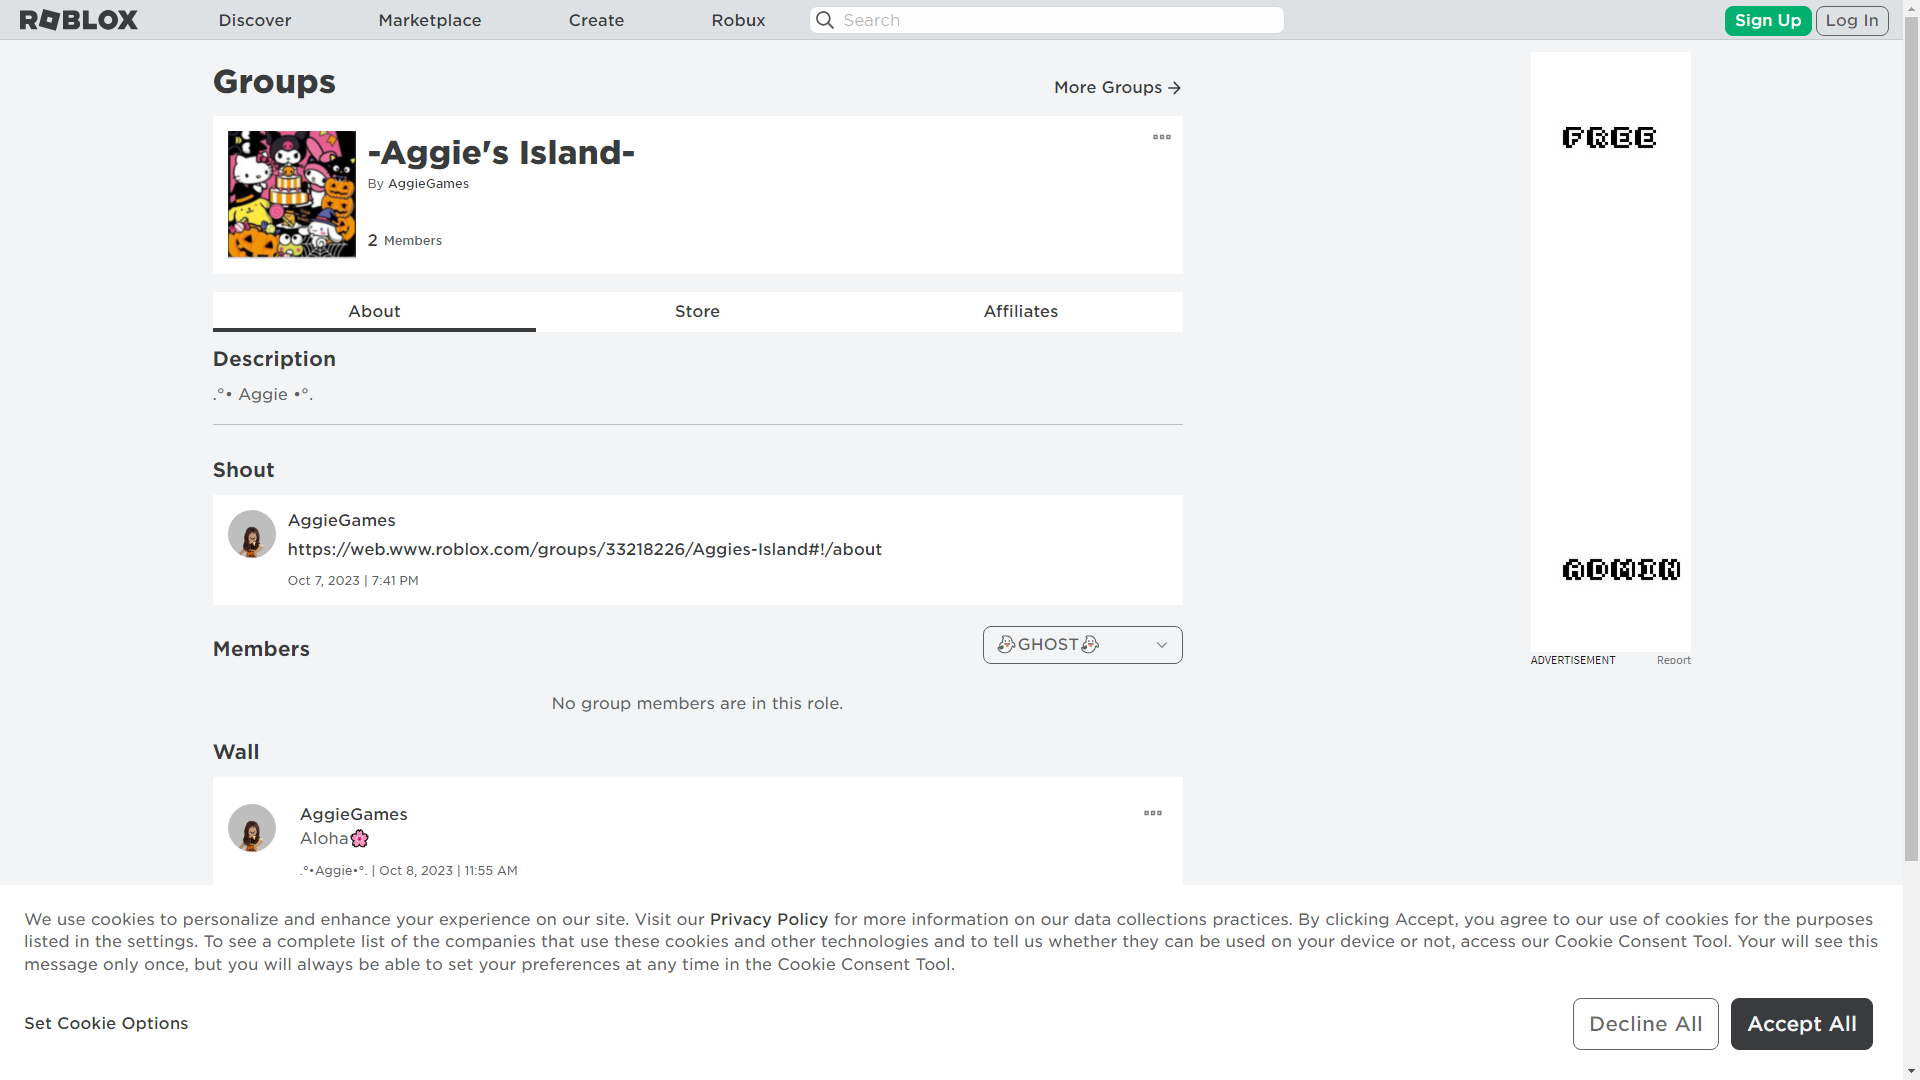 ROBLOX
Discover
Marketplace
Create
Robux
Search
Sign Up
Log In
Groups
More Groups
-Aggie's Island-
By AggieGames
2 Members
About
Store
Affiliates
Description
.°• Aggie •°.
Shout
AggieGames
https://web.www.roblox.com/groups/33218226/Aggies-Island#!/about
Oct 7, 2023 | 7:41 PM
Members
👻GHOST👻
No group members are in this role.
Wall
AggieGames
Aloha🌸
.°•Aggie•°. | Oct 8, 2023 | 11:55 AM
FREE
ADMIN
ADVERTISEMENT
Report
We use cookies to personalize and enhance your experience on our site. Visit our Privacy Policy for more information on our data collections practices. By clicking Accept, you agree to our use of cookies for the purposes
listed in the settings. To see a complete list of the companies that use these cookies and other technologies and to tell us whether they can be used on your device or not, access our Cookie Consent Tool. Your will see this
message only once, but you will always be able to set your preferences at any time in the Cookie Consent Tool.
Set Cookie Options
Decline All
Accept All